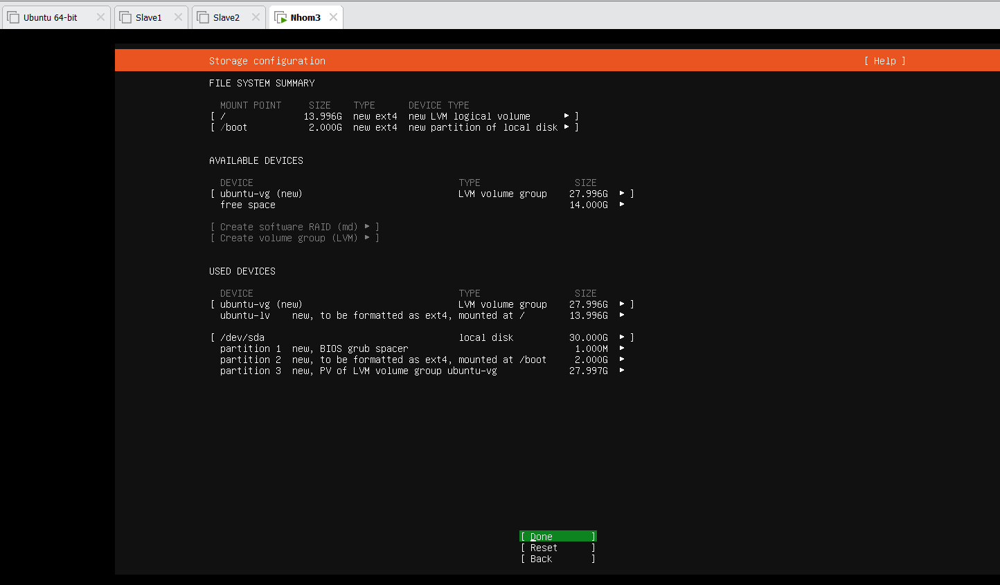 Ubuntu 64-bit Slave1 Slave2 Nhom3
Storage configuration [ Help ]
FILE SYSTEM SUMMARY
MOUNT POINT SIZE TYPE DEVICE TYPE
[ / 13.996G new ext4 new LVM logical volume ▸ ]
[ /boot 2.000G new ext4 new partition of local disk ▸ ]
AVAILABLE DEVICES
DEVICE TYPE SIZE
[ ubuntu-vg (new) LVM volume group 27.996G ▸ ]
free space 14.000G ▸
[ Create software RAID (md) ▸ ]
[ Create volume group (LVM) ▸ ]
USED DEVICES
DEVICE TYPE SIZE
[ ubuntu-vg (new) LVM volume group 27.996G ▸ ]
ubuntu-lv new, to be formatted as ext4, mounted at / 13.996G ▸
[ /dev/sda local disk 30.000G ▸ ]
partition 1 new, BIOS grub spacer 1.000M ▸
partition 2 new, to be formatted as ext4, mounted at /boot 2.000G ▸
partition 3 new, PV of LVM volume group ubuntu-vg 27.997G ▸
[ Done ]
[ Reset ]
[ Back ]